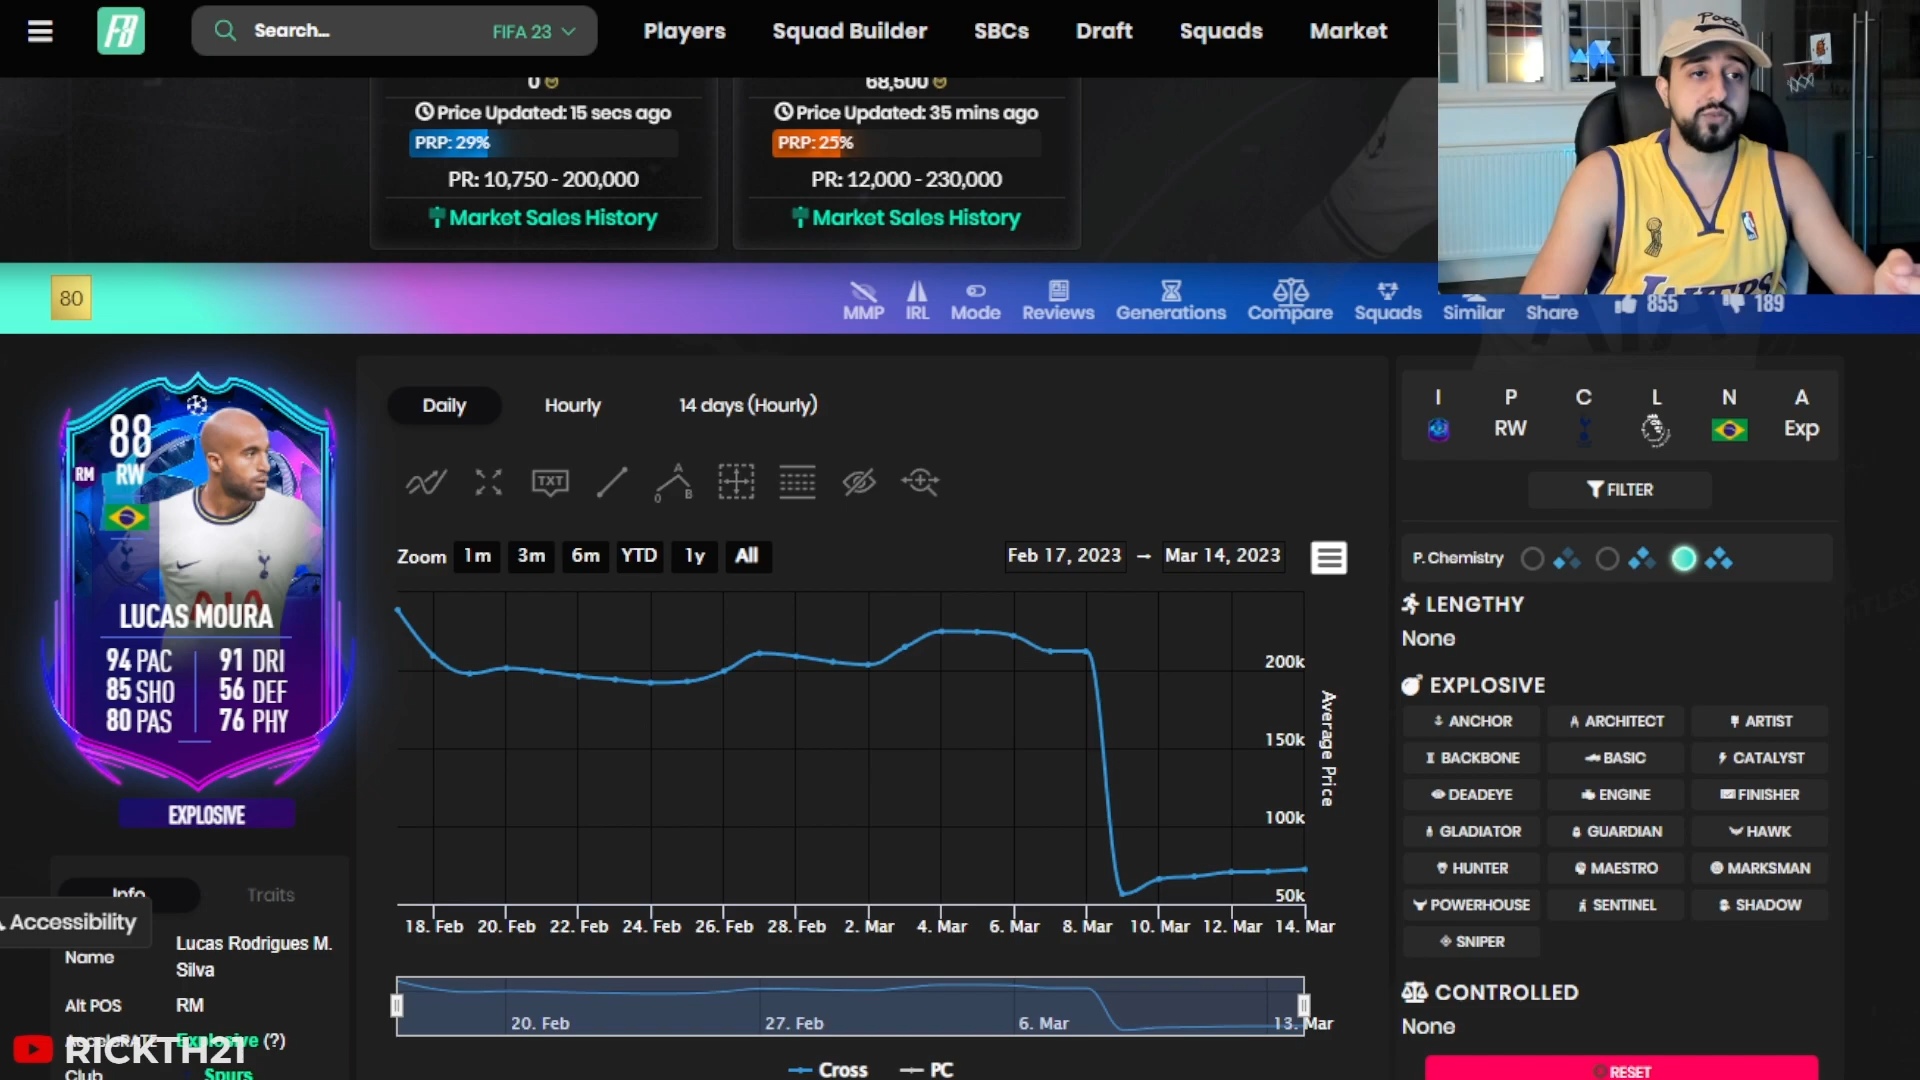 F8
Search...
FIFA 23
Players
Squad Builder
SBCs
Draft
Squads
Market
0
68,500
Price Updated: 15 secs ago
Price Updated: 35 mins ago
PRP: 29%
PRP: 25%
PR: 10,750 - 200,000
PR: 12,000 - 230,000
Market Sales History
Market Sales History
80
MMP
IRL
Mode
Reviews
Generations
Compare
Squads
Similar
Share
855
189
88
RW
RM
LUCAS MOURA
94 PAC 91 DRI
85 SHO 56 DEF
80 PAS 76 PHY
EXPLOSIVE
Daily
Hourly
14 days (Hourly)
TXT
A
0 B
Zoom 1m 3m 6m YTD 1y All
Feb 17, 2023 → Mar 14, 2023
200k
150k
100k
50k
Average Price
18. Feb 20. Feb 22. Feb 24. Feb 26. Feb 28. Feb 2. Mar 4. Mar 6. Mar 8. Mar 10. Mar 12. Mar 14. Mar
20. Feb 27. Feb 6. Mar 13. Mar
Cross PC
I P C L N A
RW Exp
FILTER
P. Chemistry
LENGTHY
None
EXPLOSIVE
ANCHOR ARCHITECT ARTIST
BACKBONE BASIC CATALYST
DEADEYE ENGINE FINISHER
GLADIATOR GUARDIAN HAWK
HUNTER MAESTRO MARKSMAN
POWERHOUSE SENTINEL SHADOW
SNIPER
CONTROLLED
None
RESET
Info
Traits
Accessibility
Name
Lucas Rodrigues M.
Silva
Alt POS
RM
AcceleRATE
Explosive (?)
RICKTH21
Club
Spurs